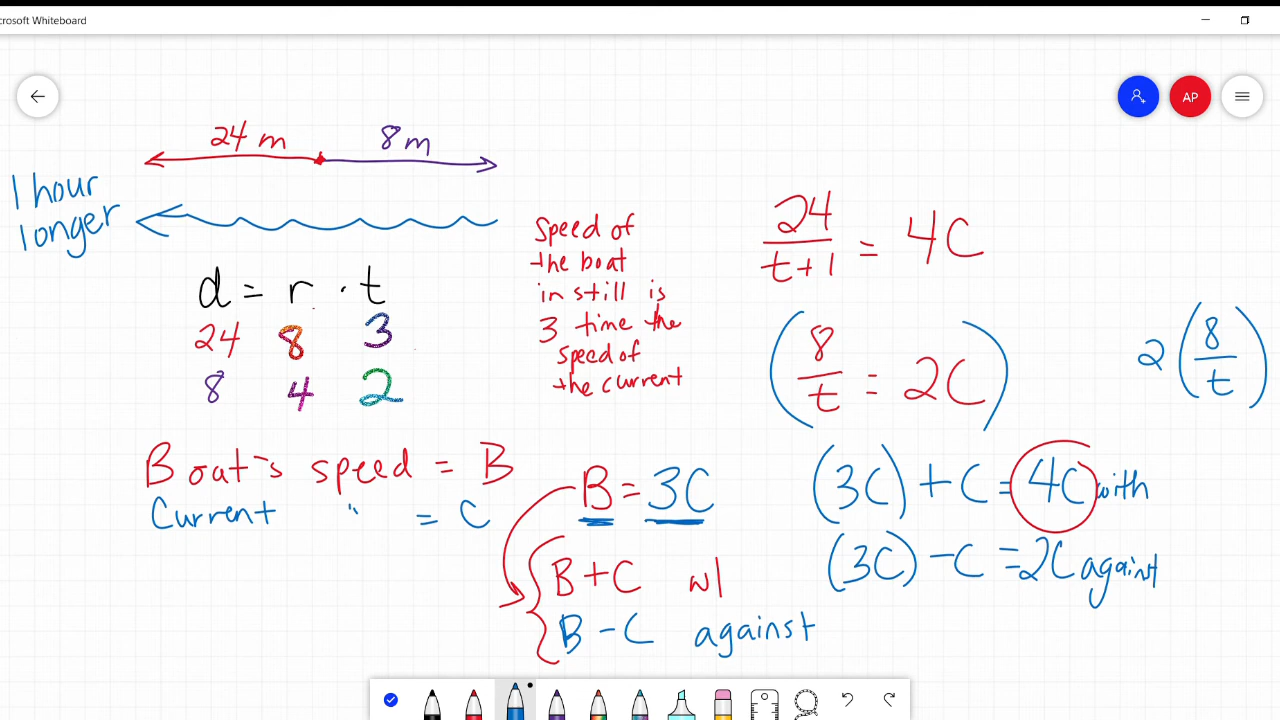 crosoft Whiteboard
AP
24 m 8 m
1 hour
longer
d = r · t
24 8 3
8 4 2
Speed of
the boat
in still is
3 time the
speed of
the current
24/(t+1) = 4C
(8/t = 2C)
2(8/t)
Boat's speed = B
Current " = C
B = 3C
B + C w/
B - C against
(3C) + C = 4C with
(3C) - C = 2C against